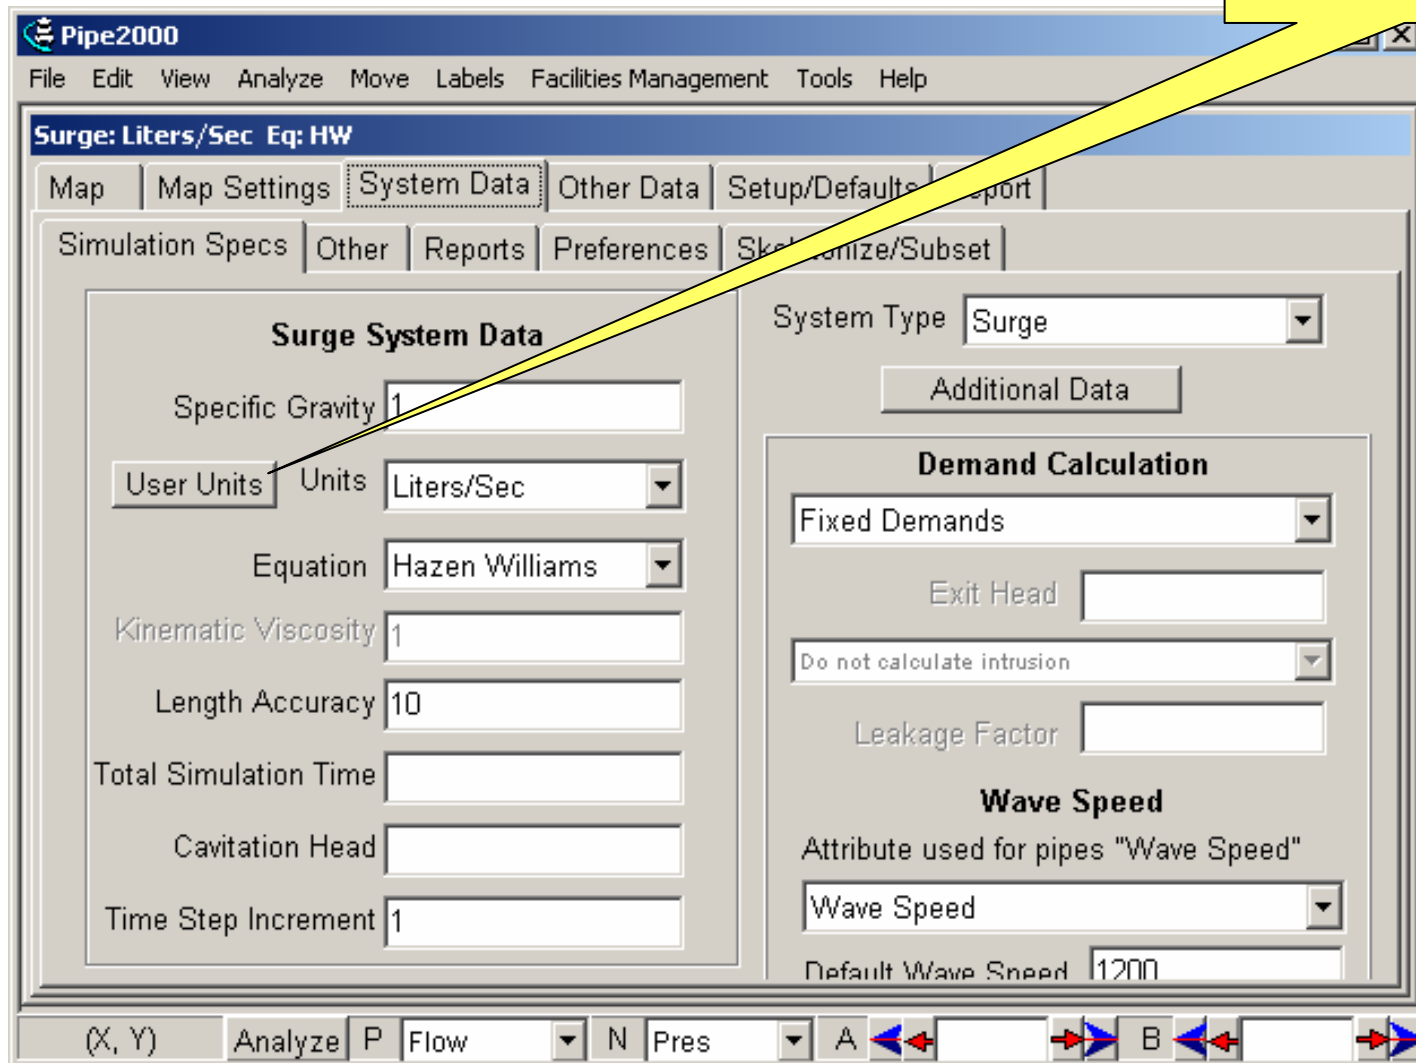 Pipe2000
File Edit View Analyze Move Labels Facilities Management Tools Help
Surge: Liters/Sec Eq: HW
Map Map Settings System Data Other Data Setup/Defaults
Simulation Specs Other Reports Preferences Skeletonize/Subset
Surge System Data
Specific Gravity 1
User Units Units Liters/Sec
Equation Hazen Williams
Kinematic Viscosity 1
Length Accuracy 10
Total Simulation Time
Cavitation Head
Time Step Increment 1
System Type Surge
Additional Data
Demand Calculation
Fixed Demands
Exit Head
Do not calculate intrusion
Leakage Factor
Wave Speed
Attribute used for pipes "Wave Speed"
Wave Speed
Default Wave Speed 1200
(X, Y) Analyze P Flow N Pres A B